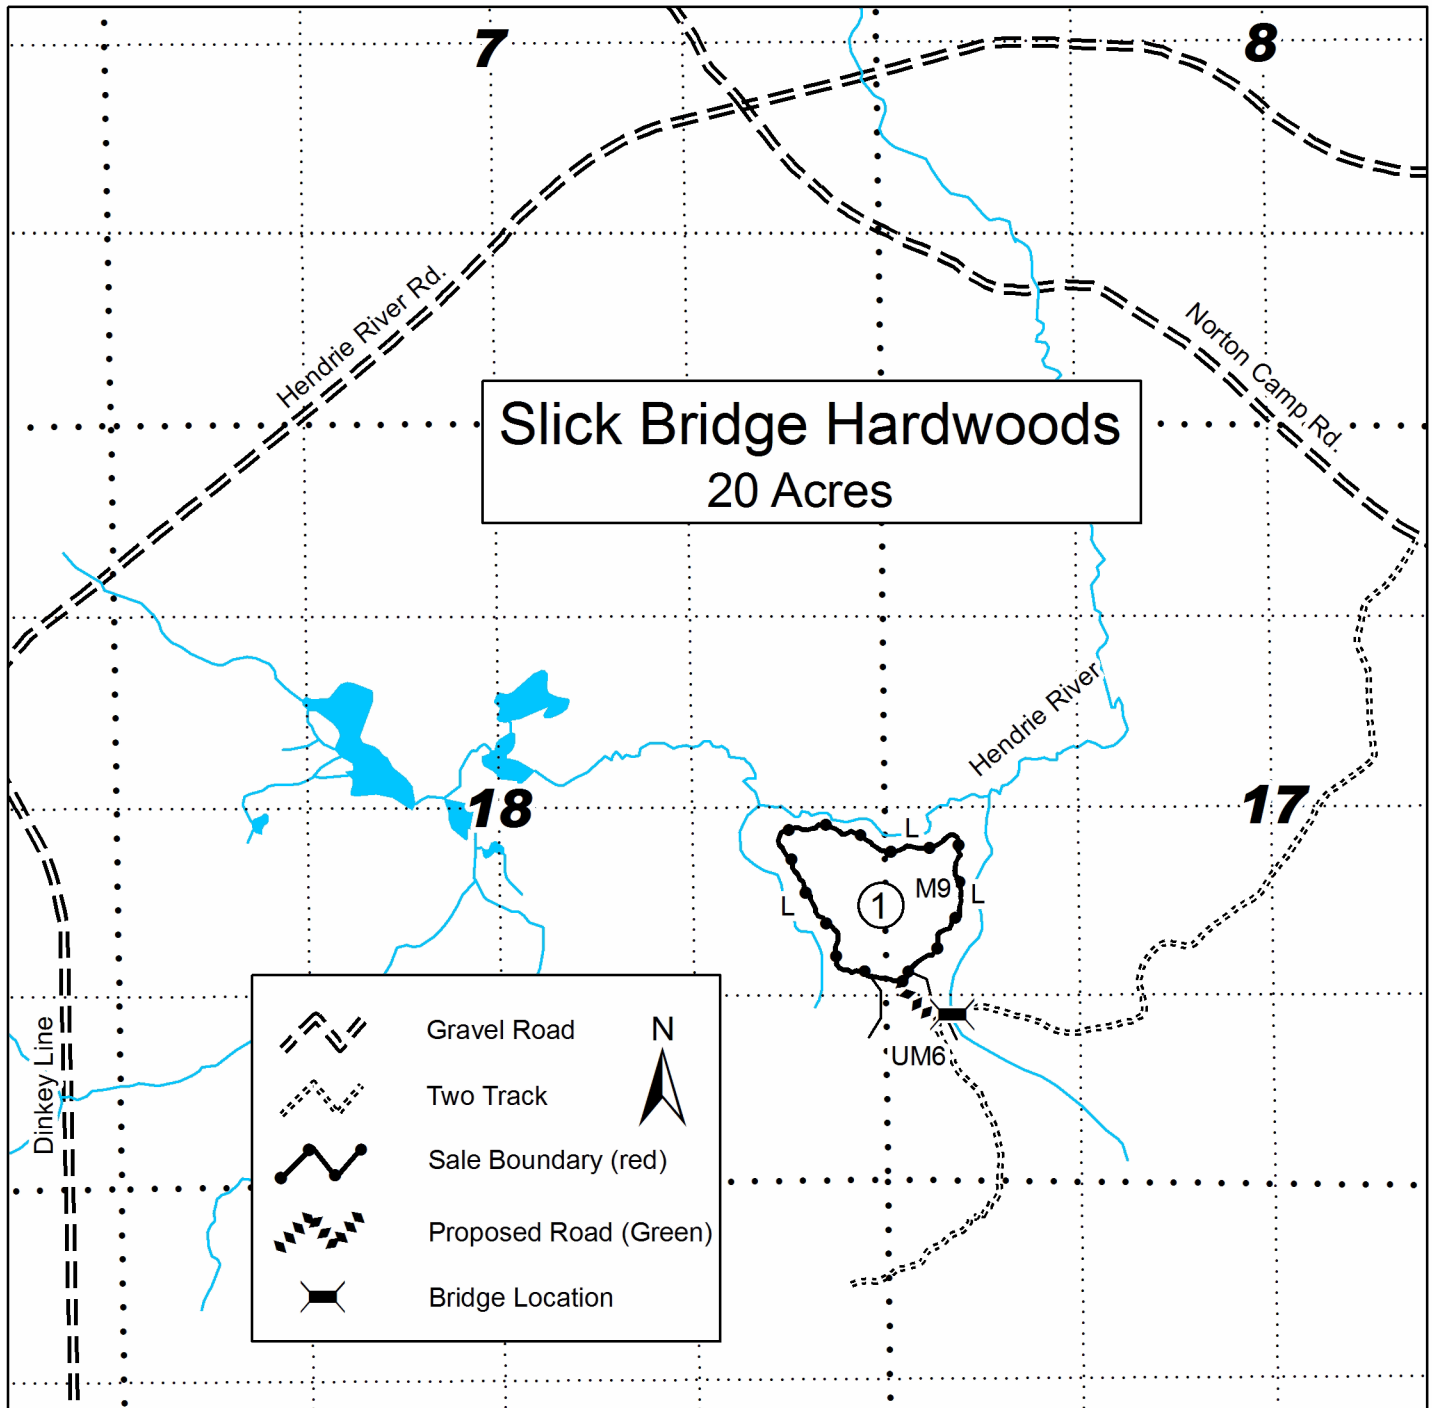 7
8
Hendrie River Rd.
Norton Camp Rd.
Slick Bridge Hardwoods
20 Acres
Hendrie River
18
17
L
M9
L
1
L
UM6
Dinkey Line
N
Gravel Road
Two Track
Sale Boundary (red)
Proposed Road (Green)
Bridge Location